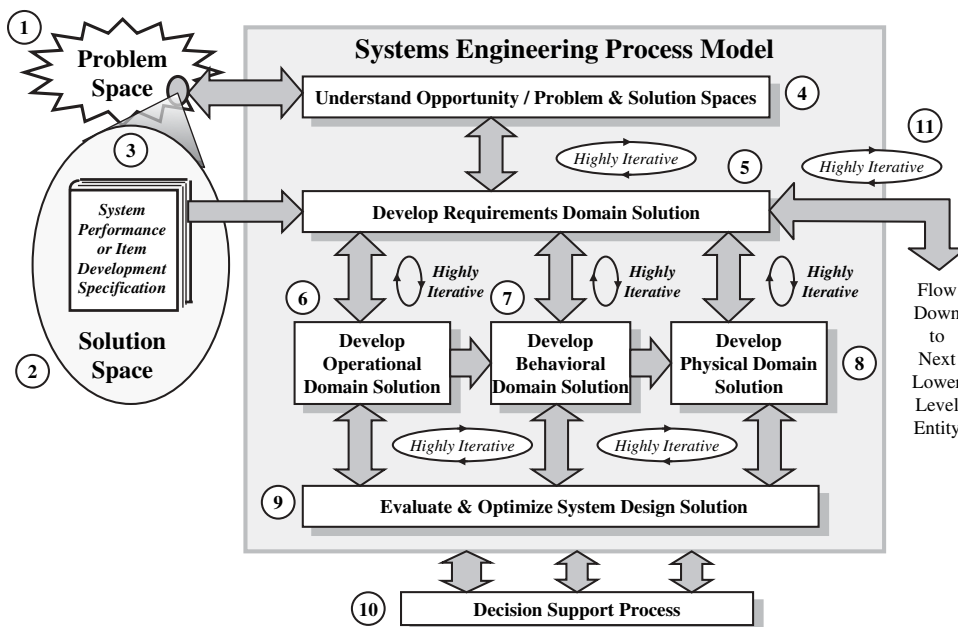 1
Problem
Space
Systems Engineering Process Model
Understand Opportunity / Problem & Solution Spaces
4
11
3
Highly Iterative
5
Highly Iterative
System
Performance
or Item
Development
Specification
Develop Requirements Domain Solution
Solution
Space
2
6
Highly
Iterative
7
Highly
Iterative
Highly
Iterative
Develop
Operational
Domain Solution
Develop
Behavioral
Domain Solution
Develop
Physical Domain
Solution
8
Flow
Down
to
Next
Lower
Level
Entity
Highly Iterative
Highly Iterative
9
Evaluate & Optimize System Design Solution
10
Decision Support Process